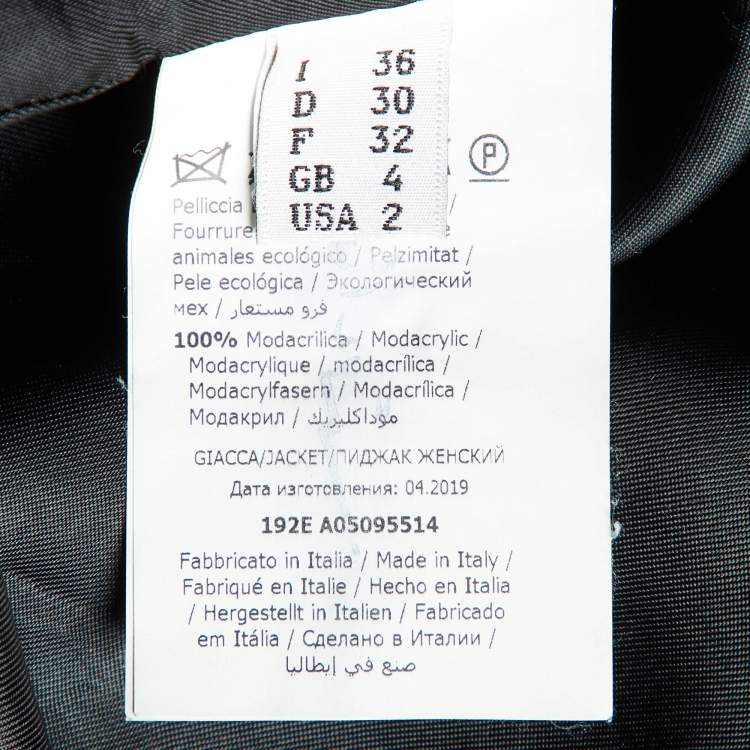 I 36
D 30
F 32
GB 4
USA 2
P
Pelliccia /
Fourrure
animales ecológico / Pelzimitat /
Pele ecológica / Экологический
мех / فرو مستعار
100% Modacrilica / Modacrylic /
Modacrylique / modacrílica /
Modacrylfasern / Modacrílica /
Модакрил / موداكليريك
GIACCA/JACKET/ПИДЖАК ЖЕНСКИЙ
Дата изготовления: 04.2019
192E A05095514
Fabbricato in Italia / Made in Italy /
Fabriqué en Italie / Hecho en Italia
/ Hergestellt in Italien / Fabricado
em Itália / Сделано в Италии /
صنع في إيطاليا